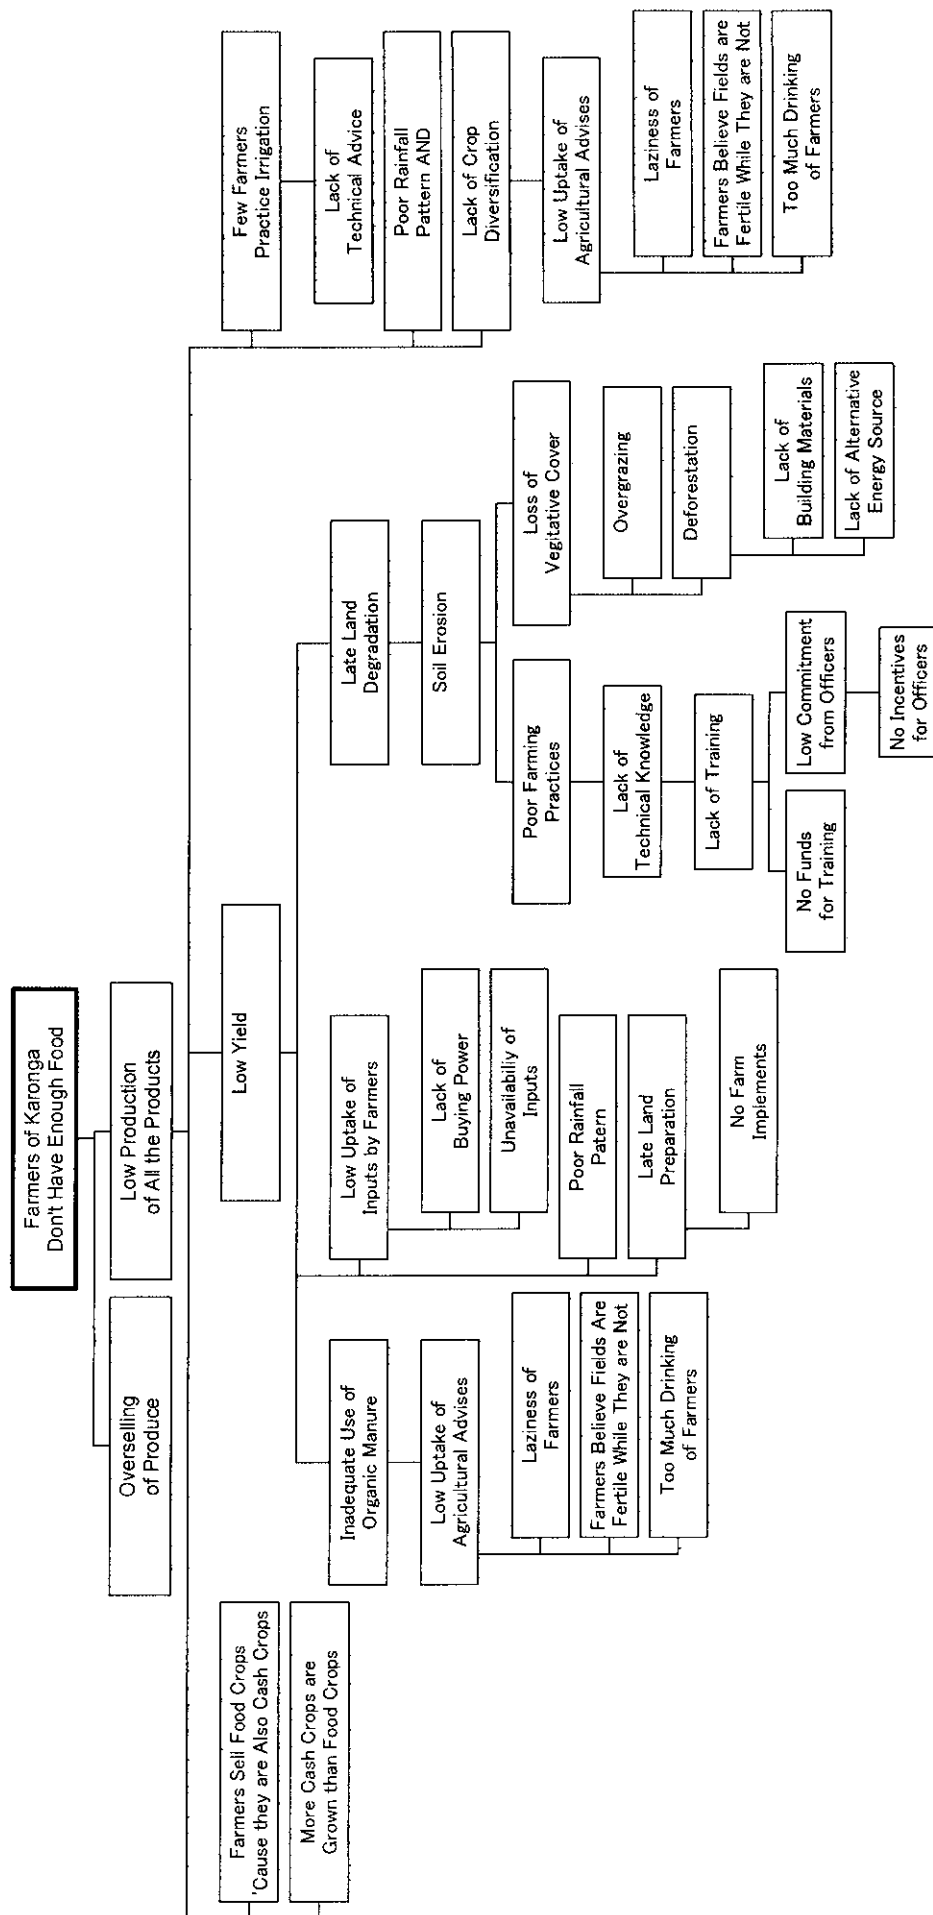 Farmers of Karonga
Don't Have Enough Food
Overselling
of Produce
Low Production
of All the Products
Farmers Sell Food Crops
'Cause they are Also Cash Crops
More Cash Crops are
Grown than Food Crops
Low Yield
Inadequate Use of
Organic Manure
Low Uptake of
Agricultural Advises
Laziness of
Farmers
Farmers Believe Fields Are
Fertile While They are Not
Too Much Drinking
of Farmers
Low Uptake of
Inputs by Farmers
Lack of
Buying Power
Unavailabiliy of
Inputs
Poor Rainfall
Patern
Late Land
Preparation
No Farm
Implements
Late Land
Degradation
Soil Erosion
Poor Farming
Practices
Lack of
Technical Knowledge
Lack of Training
No Funds
for Training
Low Commitment
from Officers
No Incentives
for Officers
Loss of
Vegitative Cover
Overgrazing
Deforestation
Lack of
Building Materials
Lack of Alternative
Energy Source
Few Farmers
Practice Irrigation
Lack of
Technical Advice
Poor Rainfall
Pattern AND
Lack of Crop
Diversification
Low Uptake of
Agricultural Advises
Laziness of
Farmers
Farmers Believe Fields are
Fertile While They are Not
Too Much Drinking
of Farmers